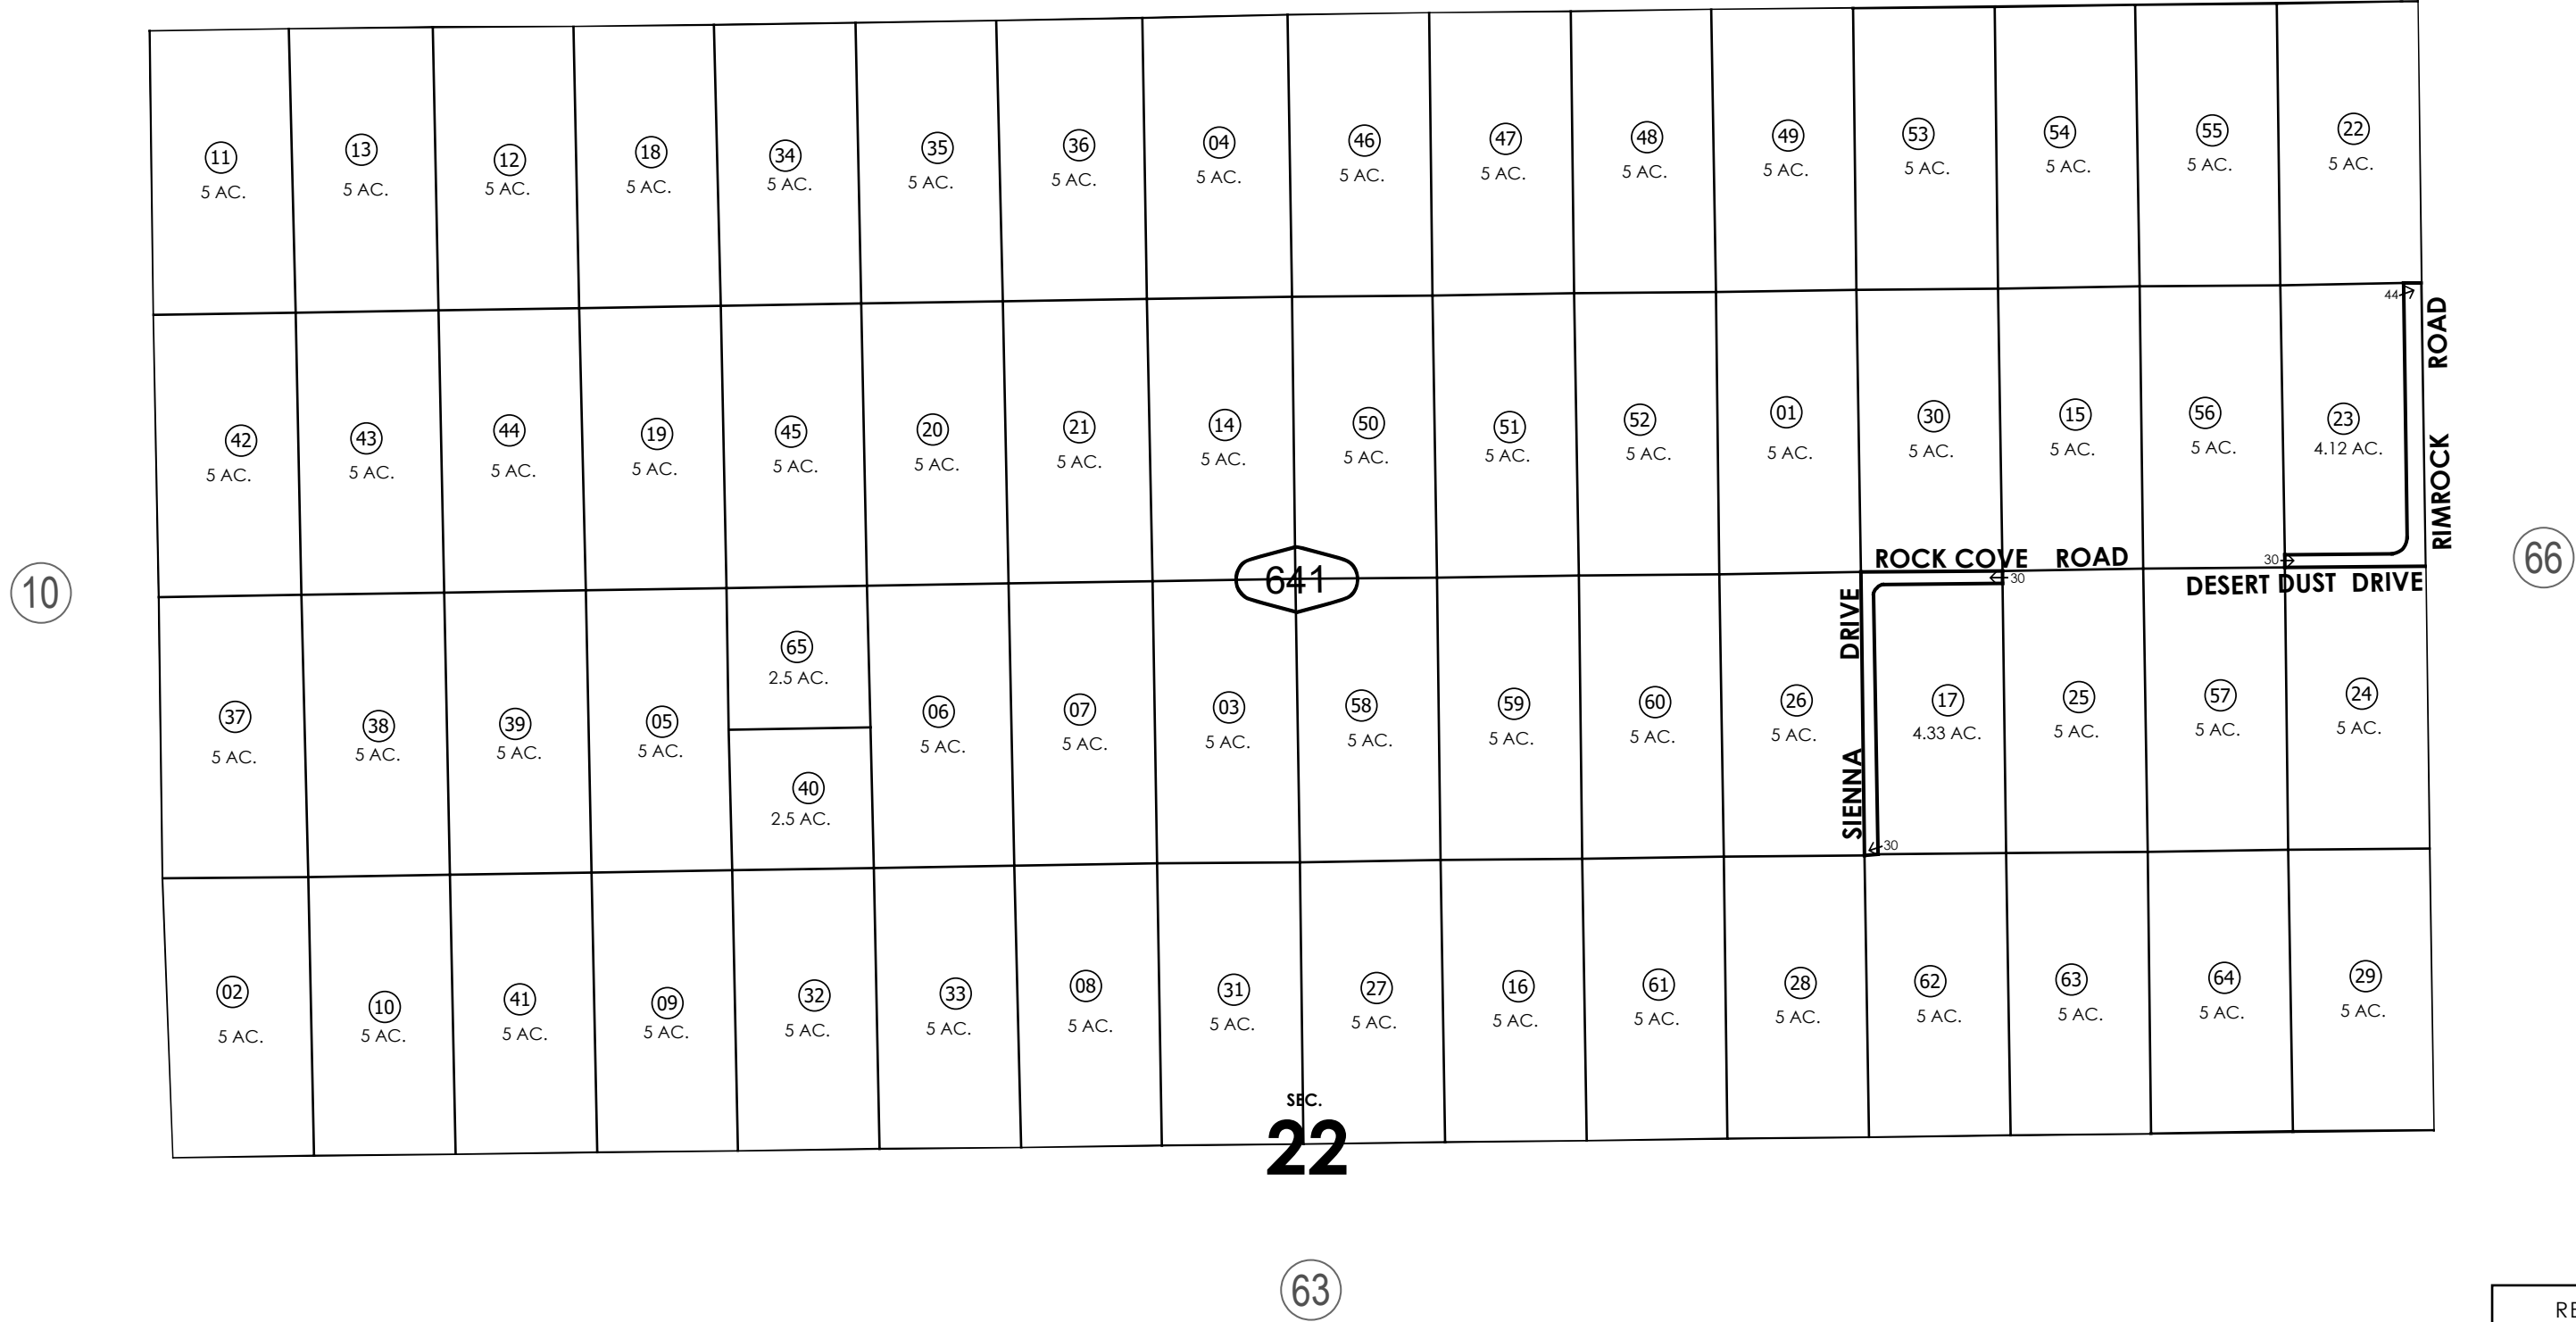 11 13 12 18 34 35 36 04 46 47 48 49 53 54 55 22
5 AC. 5 AC. 5 AC. 5 AC. 5 AC. 5 AC. 5 AC. 5 AC. 5 AC. 5 AC. 5 AC. 5 AC. 5 AC. 5 AC. 5 AC. 5 AC.
44
RIMROCK ROAD
42 43 44 19 45 20 21 14 50 51 52 01 30 15 56 23
5 AC. 5 AC. 5 AC. 5 AC. 5 AC. 5 AC. 5 AC. 5 AC. 5 AC. 5 AC. 5 AC. 5 AC. 5 AC. 5 AC. 5 AC. 4.12 AC.
ROCK COVE ROAD
30
30
DESERT DUST DRIVE
10
641
66
65
2.5 AC.
SIENNA DRIVE
37 38 39 05 06 07 03 58 59 60 26 17 25 57 24
5 AC. 5 AC. 5 AC. 5 AC. 5 AC. 5 AC. 5 AC. 5 AC. 5 AC. 5 AC. 5 AC. 4.33 AC. 5 AC. 5 AC. 5 AC.
40
2.5 AC.
30
02 10 41 09 32 33 08 31 27 16 61 28 62 63 64 29
5 AC. 5 AC. 5 AC. 5 AC. 5 AC. 5 AC. 5 AC. 5 AC. 5 AC. 5 AC. 5 AC. 5 AC. 5 AC. 5 AC. 5 AC. 5 AC.
SEC.
22
63